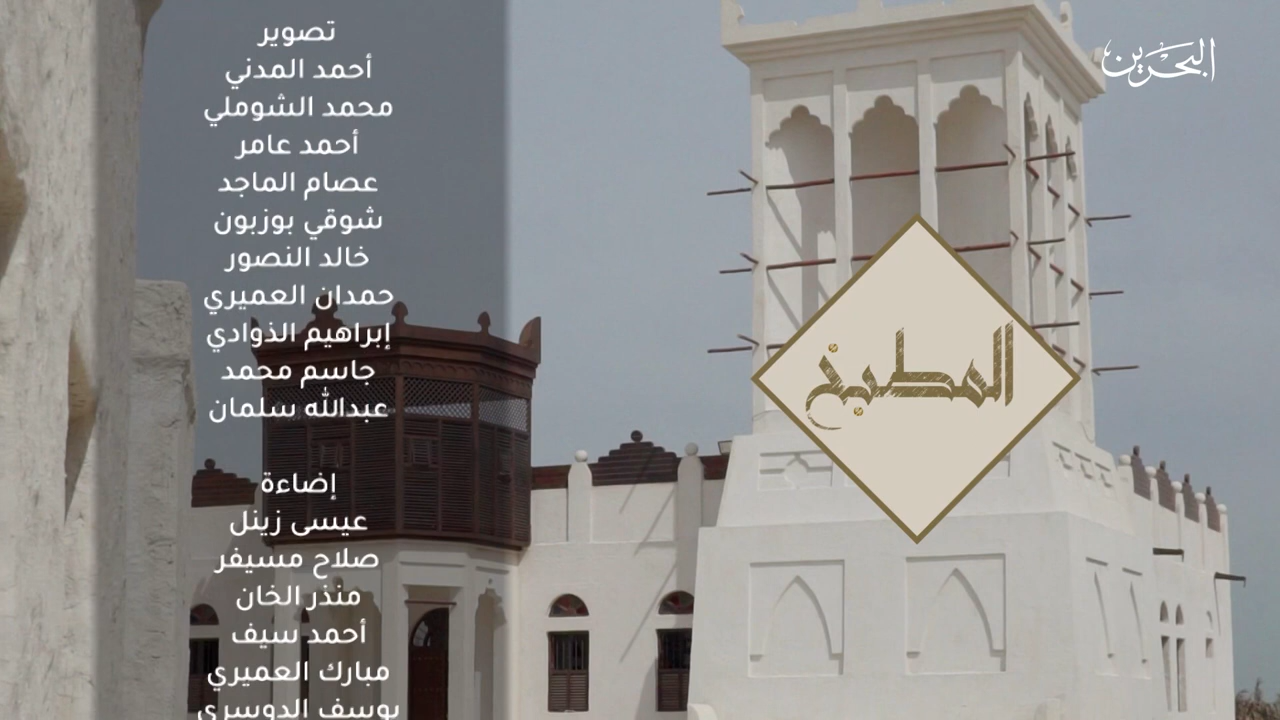 تصوير
أحمد المدني
محمد الشوملي
أحمد عامر
عصام الماجد
شوقي بوزبون
خالد النصور
حمدان العميري
إبراهيم الذوادي
جاسم محمد
عبدالله سلمان
إضاءة
عيسى زينل
صلاح مسيفر
منذر الخان
أحمد سيف
مبارك العميري
يوسف الدوسري
البحرين
المطبخ